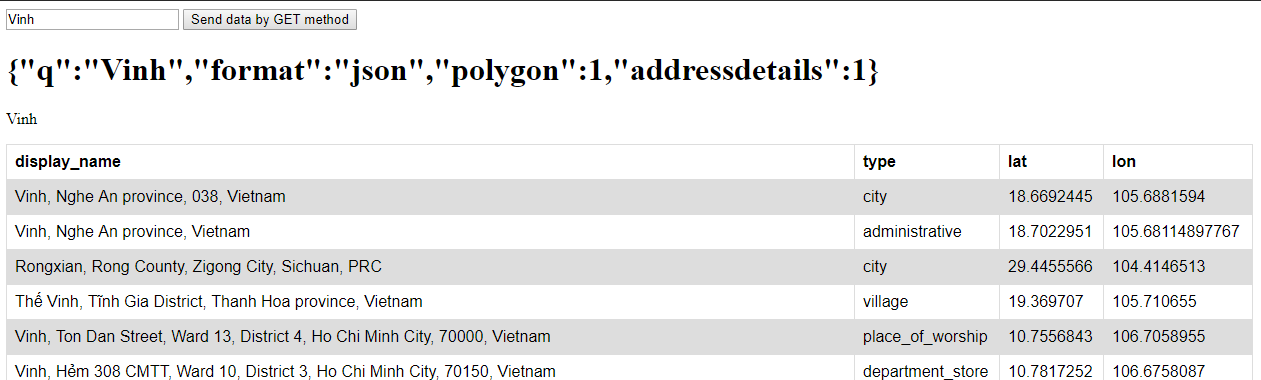 Vinh Send data by GET method
{"q":"Vinh","format":"json","polygon":1,"addressdetails":1}
Vinh
display_name type lat lon
Vinh, Nghe An province, 038, Vietnam city 18.6692445 105.6881594
Vinh, Nghe An province, Vietnam administrative 18.7022951 105.68114897767
Rongxian, Rong County, Zigong City, Sichuan, PRC city 29.4455566 104.4146513
Thế Vinh, Tĩnh Gia District, Thanh Hoa province, Vietnam village 19.369707 105.710655
Vinh, Ton Dan Street, Ward 13, District 4, Ho Chi Minh City, 70000, Vietnam place_of_worship 10.7556843 106.7058955
Vinh, Hẻm 308 CMTT, Ward 10, District 3, Ho Chi Minh City, 70150, Vietnam department_store 10.7817252 106.6758087